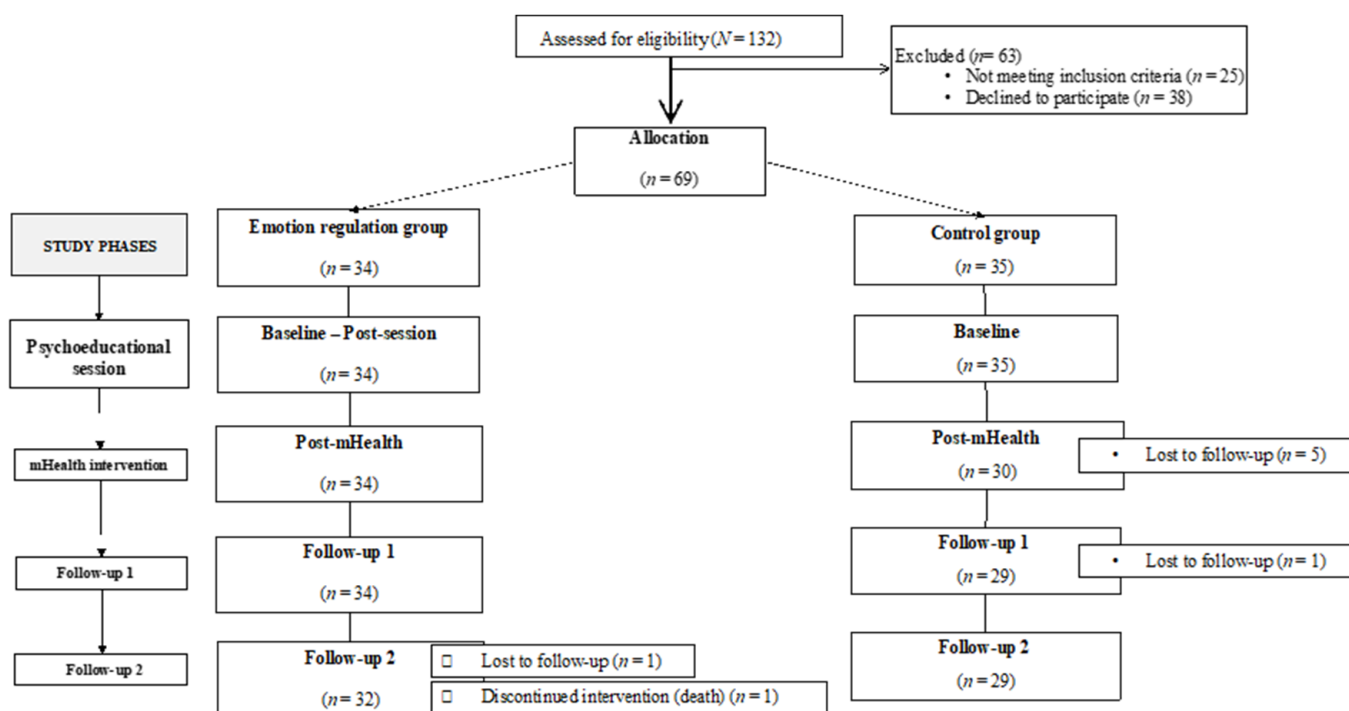 Assessed for eligibility (N = 132)
Excluded (n= 63)
• Not meeting inclusion criteria (n = 25)
• Declined to participate (n = 38)
Allocation
(n = 69)
STUDY PHASES
Psychoeducational
session
mHealth intervention
Follow-up 1
Follow-up 2
Emotion regulation group
(n = 34)
Baseline – Post-session
(n = 34)
Post-mHealth
(n = 34)
Follow-up 1
(n = 34)
Follow-up 2
(n = 32)
□ Lost to follow-up (n = 1)
□ Discontinued intervention (death) (n = 1)
Control group
(n = 35)
Baseline
(n = 35)
Post-mHealth
(n = 30)
• Lost to follow-up (n = 5)
Follow-up 1
(n = 29)
• Lost to follow-up (n = 1)
Follow-up 2
(n = 29)